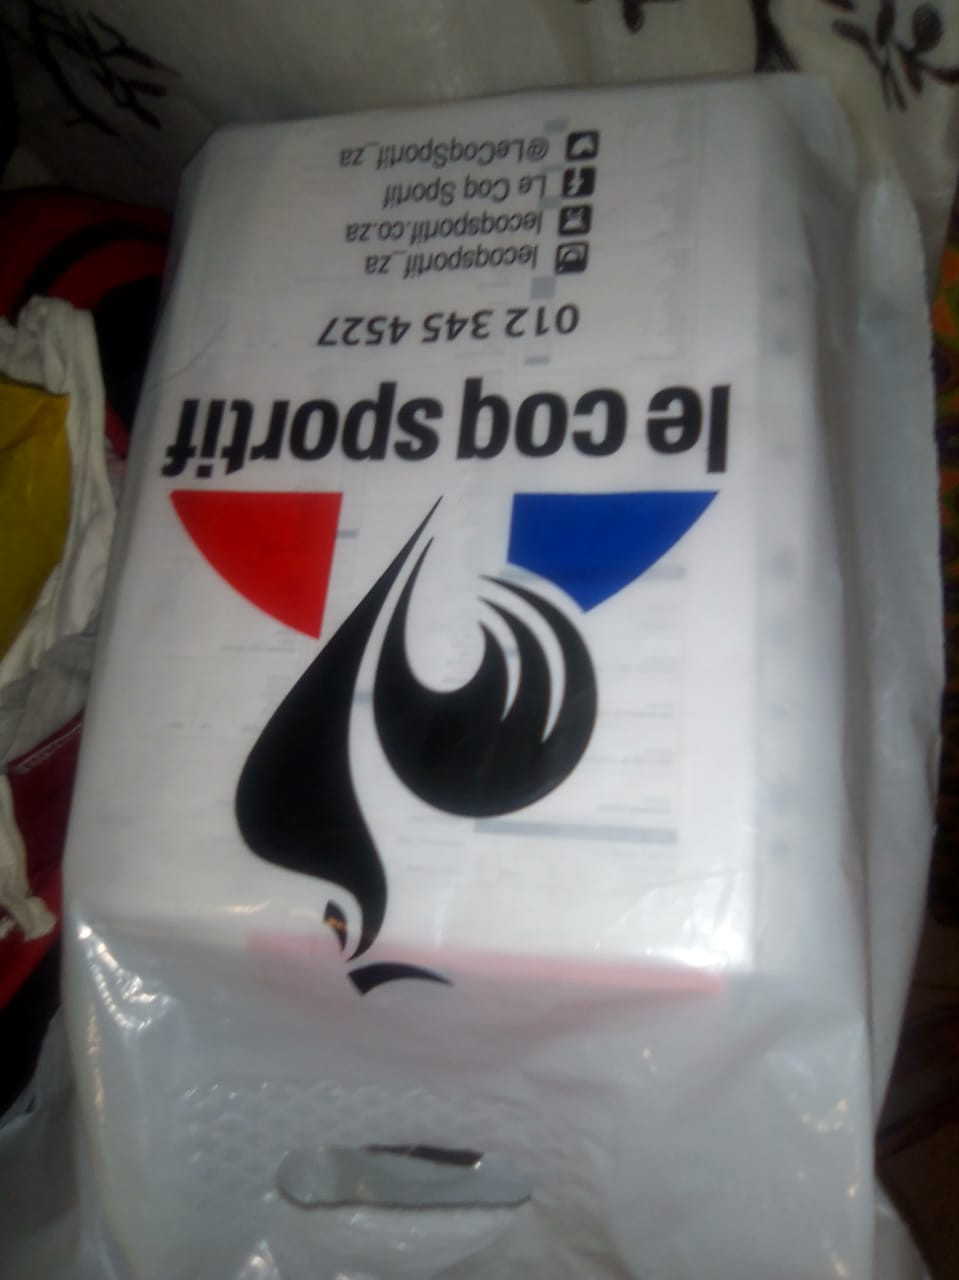 le coq sportif
012 345 4527
lecoqsportif_za
lecoqsportif.co.za
Le Coq Sportif
@LeCoqSportif_za